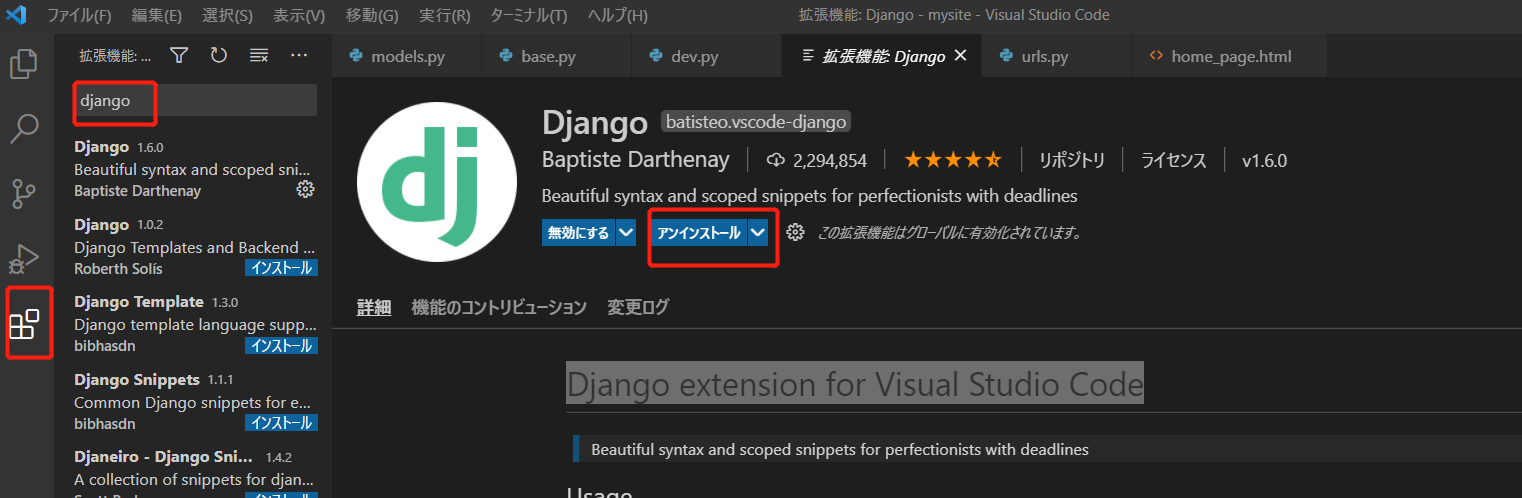 ファイル(F) 編集(E) 選択(S) 表示(V) 移動(G) 実行(R) ターミナル(T) ヘルプ(H) 拡張機能: Django - mysite - Visual Studio Code
拡張機能: ...
models.py base.py dev.py 拡張機能: Django urls.py home_page.html
django
Django 1.6.0
Beautiful syntax and scoped sni...
Baptiste Darthenay
Django 1.0.2
Django Templates and Backend ...
Roberth Solís インストール
Django Template 1.3.0
Django template language supp...
bibhasdn インストール
Django Snippets 1.1.1
Common Django snippets for e...
bibhasdn インストール
Djaneiro - Django Sni... 1.4.2
A collection of snippets for djan...
インストール
dj
Django batisteo.vscode-django
Baptiste Darthenay 2,294,854 リポジトリ ライセンス v1.6.0
Beautiful syntax and scoped snippets for perfectionists with deadlines
無効にする アンインストール この拡張機能はグローバルに有効化されています。
詳細 機能のコントリビューション 変更ログ
Django extension for Visual Studio Code
Beautiful syntax and scoped snippets for perfectionists with deadlines
Usage